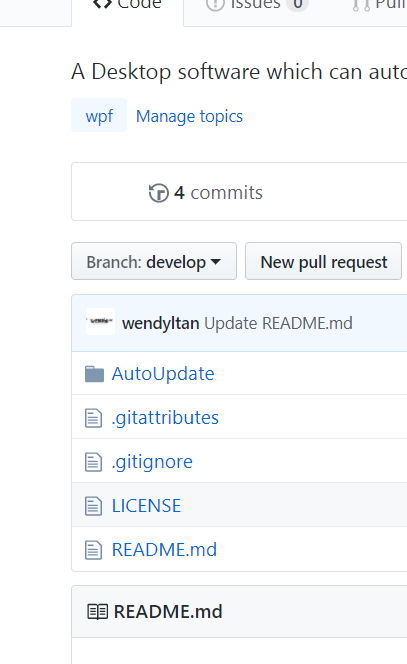 Code Issues 0 Pull
A Desktop software which can auto
wpf Manage topics
4 commits
Branch: develop New pull request
wendyltan Update README.md
AutoUpdate
.gitattributes
.gitignore
LICENSE
README.md
README.md